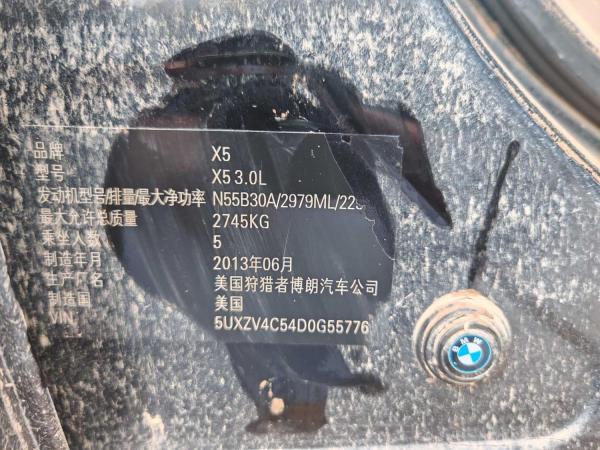 品牌 X5
型号 X5 3.0L
发动机型号/排量/最大净功率 N55B30A/2979ML/225
最大允许总质量 2745KG
乘坐人数 5
制造年月 2013年06月
生产厂名 美国狩猎者博朗汽车公司
制造国 美国
VIN 5UXZV4C54D0G55776
BMW